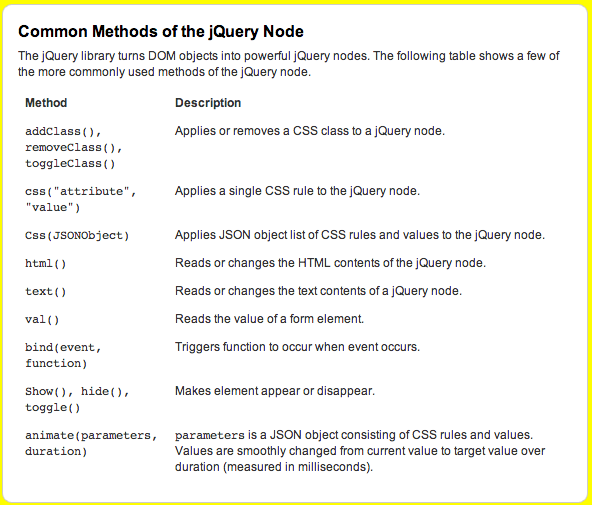 Common Methods of the jQuery Node
The jQuery library turns DOM objects into powerful jQuery nodes. The following table shows a few of
the more commonly used methods of the jQuery node.
Method Description
addClass(), Applies or removes a CSS class to a jQuery node.
removeClass(),
toggleClass()
css("attribute", Applies a single CSS rule to the jQuery node.
"value")
Css(JSONObject) Applies JSON object list of CSS rules and values to the jQuery node.
html() Reads or changes the HTML contents of the jQuery node.
text() Reads or changes the text contents of a jQuery node.
val() Reads the value of a form element.
bind(event, Triggers function to occur when event occurs.
function)
Show(), hide(), Makes element appear or disappear.
toggle()
animate(parameters, parameters is a JSON object consisting of CSS rules and values.
duration) Values are smoothly changed from current value to target value over
duration (measured in milliseconds).